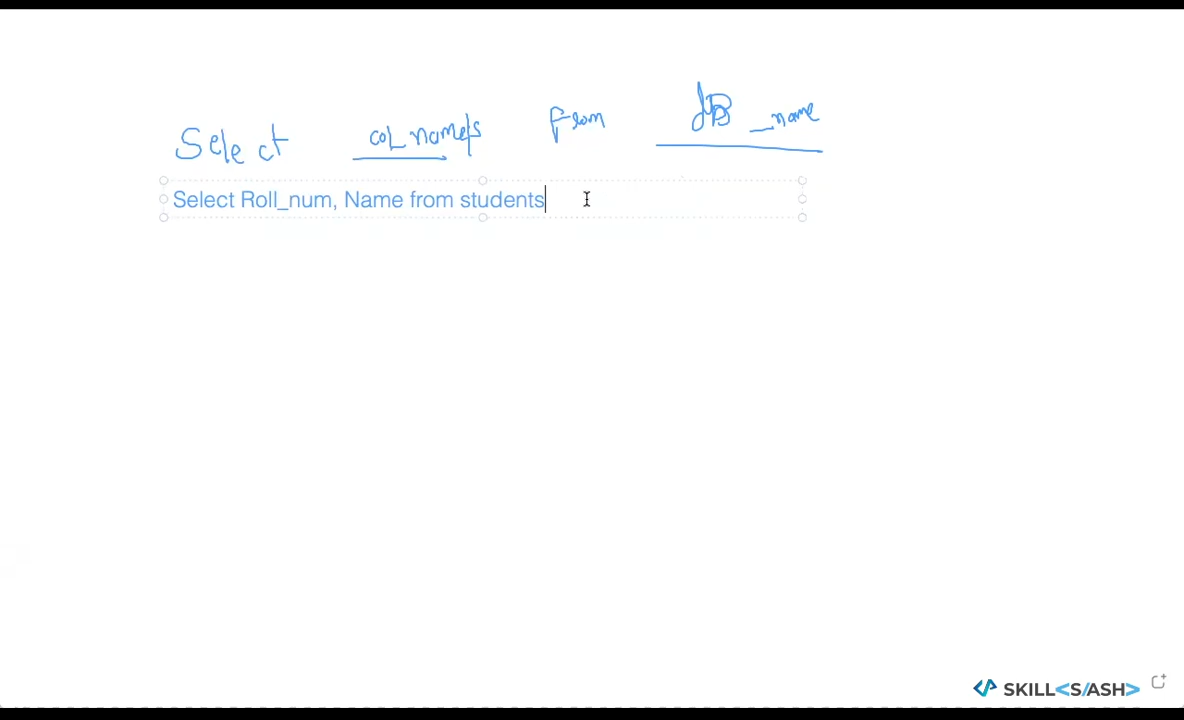 Select col_name/s From DB_name
Select Roll_num, Name from students
SKILL<S/ASH>